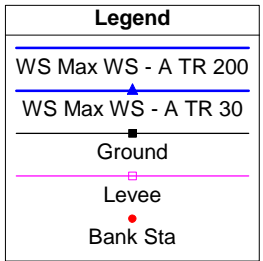 Legend
WS Max WS - A TR 200
WS Max WS - A TR 30
Ground
Levee
Bank Sta